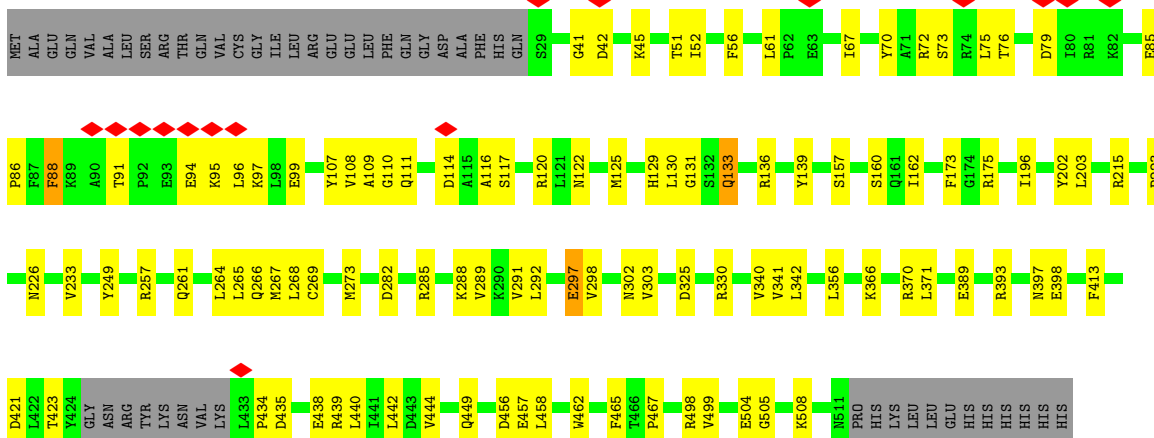 MET ALA GLU GLN VAL ALA LEU SER ARG THR GLN VAL CYS GLY ILE LEU ARG GLU GLU LEU PHE GLN GLY ASP ALA PHE HIS GLN S29 G41 D42 K45 T51 I52 F56 L61 P62 E63 I67 Y70 A71 R72 S73 R74 L75 T76 D79 I80 R81 K82 E85
P86 F87 F88 K89 A90 T91 P92 E93 E94 K95 L96 K97 L98 E99 Y107 V108 A109 G110 Q111 D114 A115 A116 S117 R120 L121 N122 M125 H129 L130 G131 S132 Q133 R136 Y139 S157 S160 Q161 I162 F173 G174 R175 I196 Y202 L203 R215
N226 V233 Y249 R257 Q261 L264 L265 Q266 M267 L268 C269 M273 D282 R285 K288 V289 K290 V291 L292 E297 V298 N302 V303 D325 R330 V340 V341 L342 L356 K366 R370 L371 E389 R393 N397 E398 F413
D421 L422 T423 Y424 GLY ASN ARG TYR LYS ASN VAL LYS L433 P434 D435 E438 R439 L440 I441 L442 D443 V444 Q449 D456 E457 L458 W462 F465 T466 P467 R498 V499 E504 G505 K508 N511 PRO HIS LYS LEU LEU GLU HIS HIS HIS HIS HIS HIS